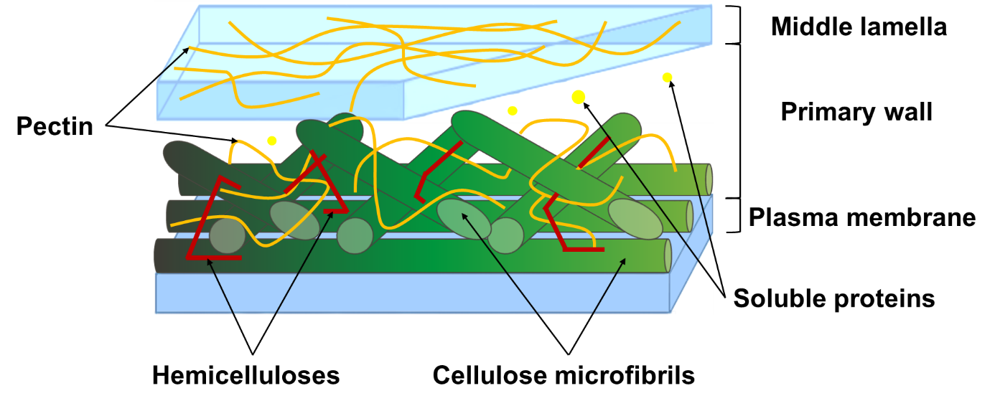 Middle lamella
Primary wall
Pectin
Plasma membrane
Soluble proteins
Hemicelluloses
Cellulose microfibrils